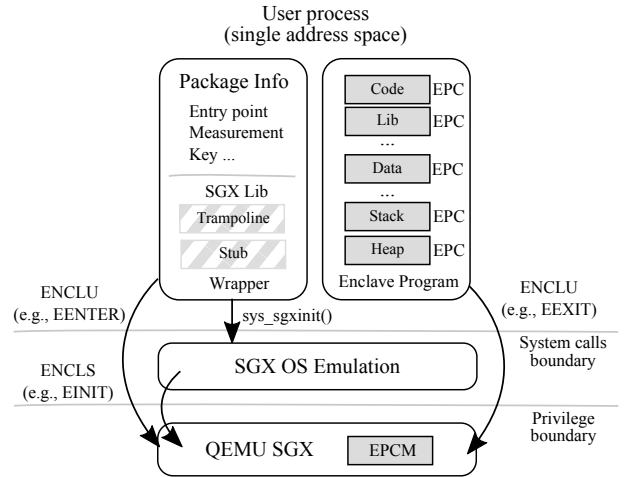 User process
(single address space)
Package Info
Entry point
Measurement
Key ...
SGX Lib
Trampoline
Stub
Wrapper
Code EPC
Lib EPC
...
Data EPC
...
Stack EPC
Heap EPC
Enclave Program
ENCLU
(e.g., EENTER)
sys_sgxinit()
ENCLU
(e.g., EEXIT)
System calls
boundary
ENCLS
(e.g., EINIT)
SGX OS Emulation
Privilege
boundary
QEMU SGX
EPCM